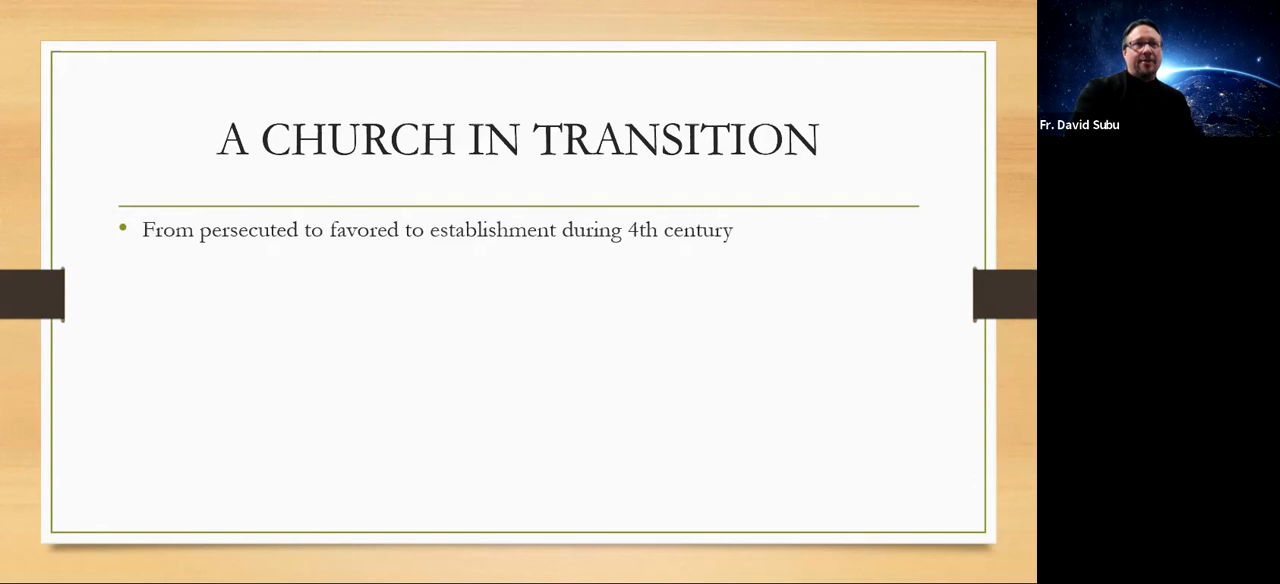 A CHURCH IN TRANSITION
• From persecuted to favored to establishment during 4th century
Fr. David Subu